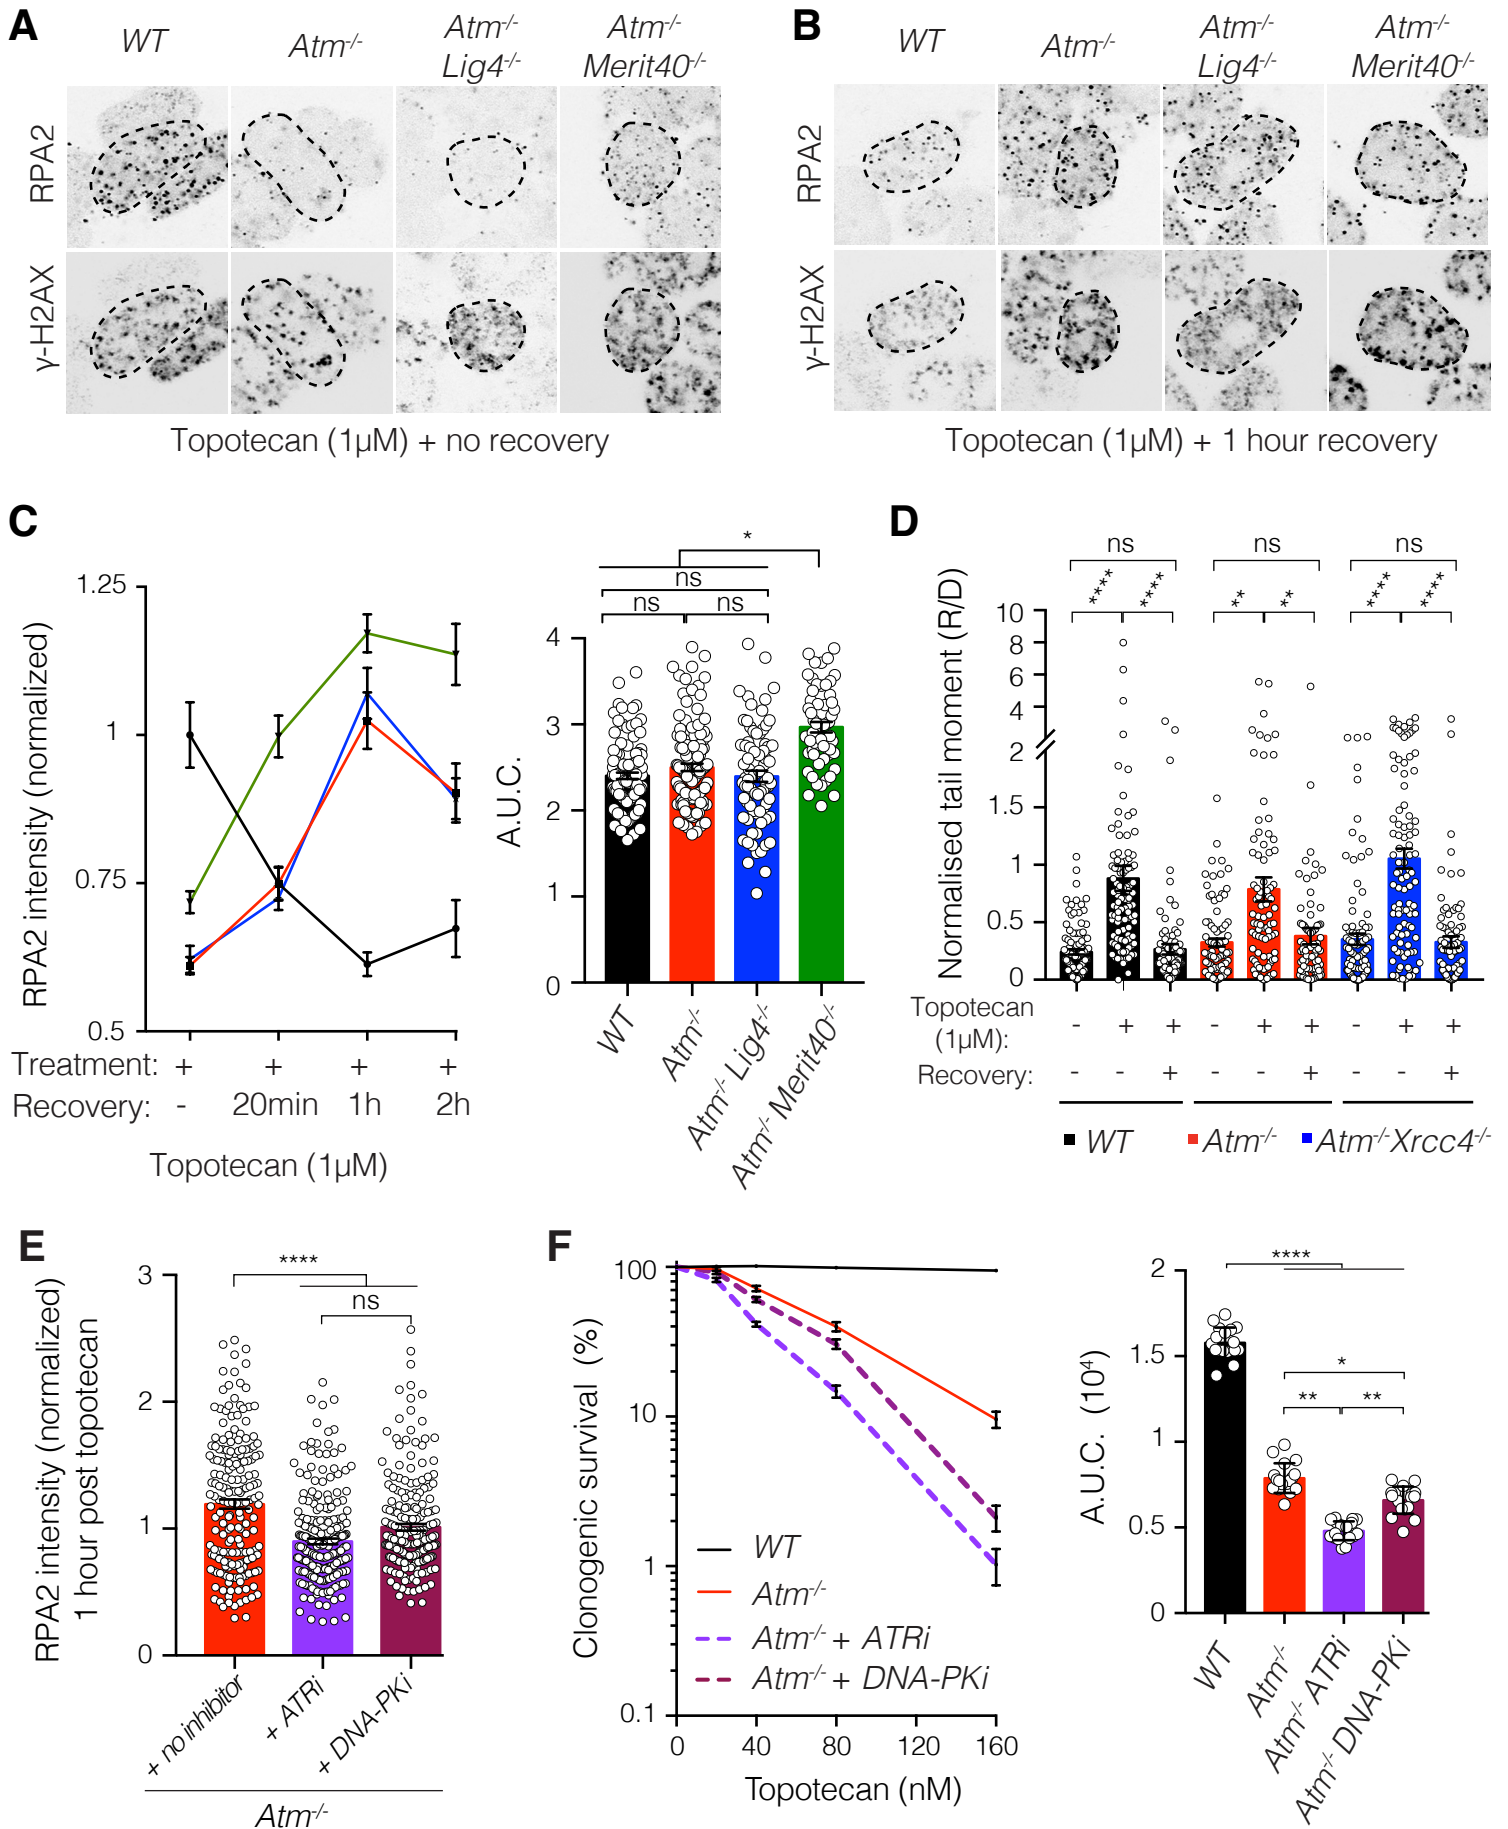 A
WT
Atm-/-
Atm-/-
Lig4-/-
Atm-/-
Merit40-/-
RPA2
γ-H2AX
Topotecan (1µM) + no recovery
B
WT
Atm-/-
Atm-/-
Lig4-/-
Atm-/-
Merit40-/-
RPA2
γ-H2AX
Topotecan (1µM) + 1 hour recovery
C
RPA2 intensity (normalized)
1.25
1
0.75
0.5
Treatment: + + + +
Recovery: - 20min 1h 2h
Topotecan (1µM)
*
ns
ns ns
A.U.C.
4
3
2
1
0
WT
Atm-/-
Atm-/- Lig4-/-
Atm-/- Merit40-/-
D
ns ns ns
**** **** ** ** **** ****
Normalised tail moment (R/D)
10
8
6
4
2
1.5
1
0.5
0
Topotecan
(1µM): - + + - + + - + +
Recovery: - - + - - + - - +
WT Atm-/- Atm-/-Xrcc4-/-
E
****
ns
RPA2 intensity (normalized)
1 hour post topotecan
3
2
1
0
+ no inhibitor
+ ATRi
+ DNA-PKi
Atm-/-
F
Clonogenic survival (%)
100
10
1
0.1
WT
Atm-/-
Atm-/- + ATRi
Atm-/- + DNA-PKi
0 40 80 120 160
Topotecan (nM)
****
*
** **
A.U.C. (10⁴)
2
1.5
1
0.5
0
WT
Atm-/-
Atm-/- ATRi
Atm-/- DNA-PKi